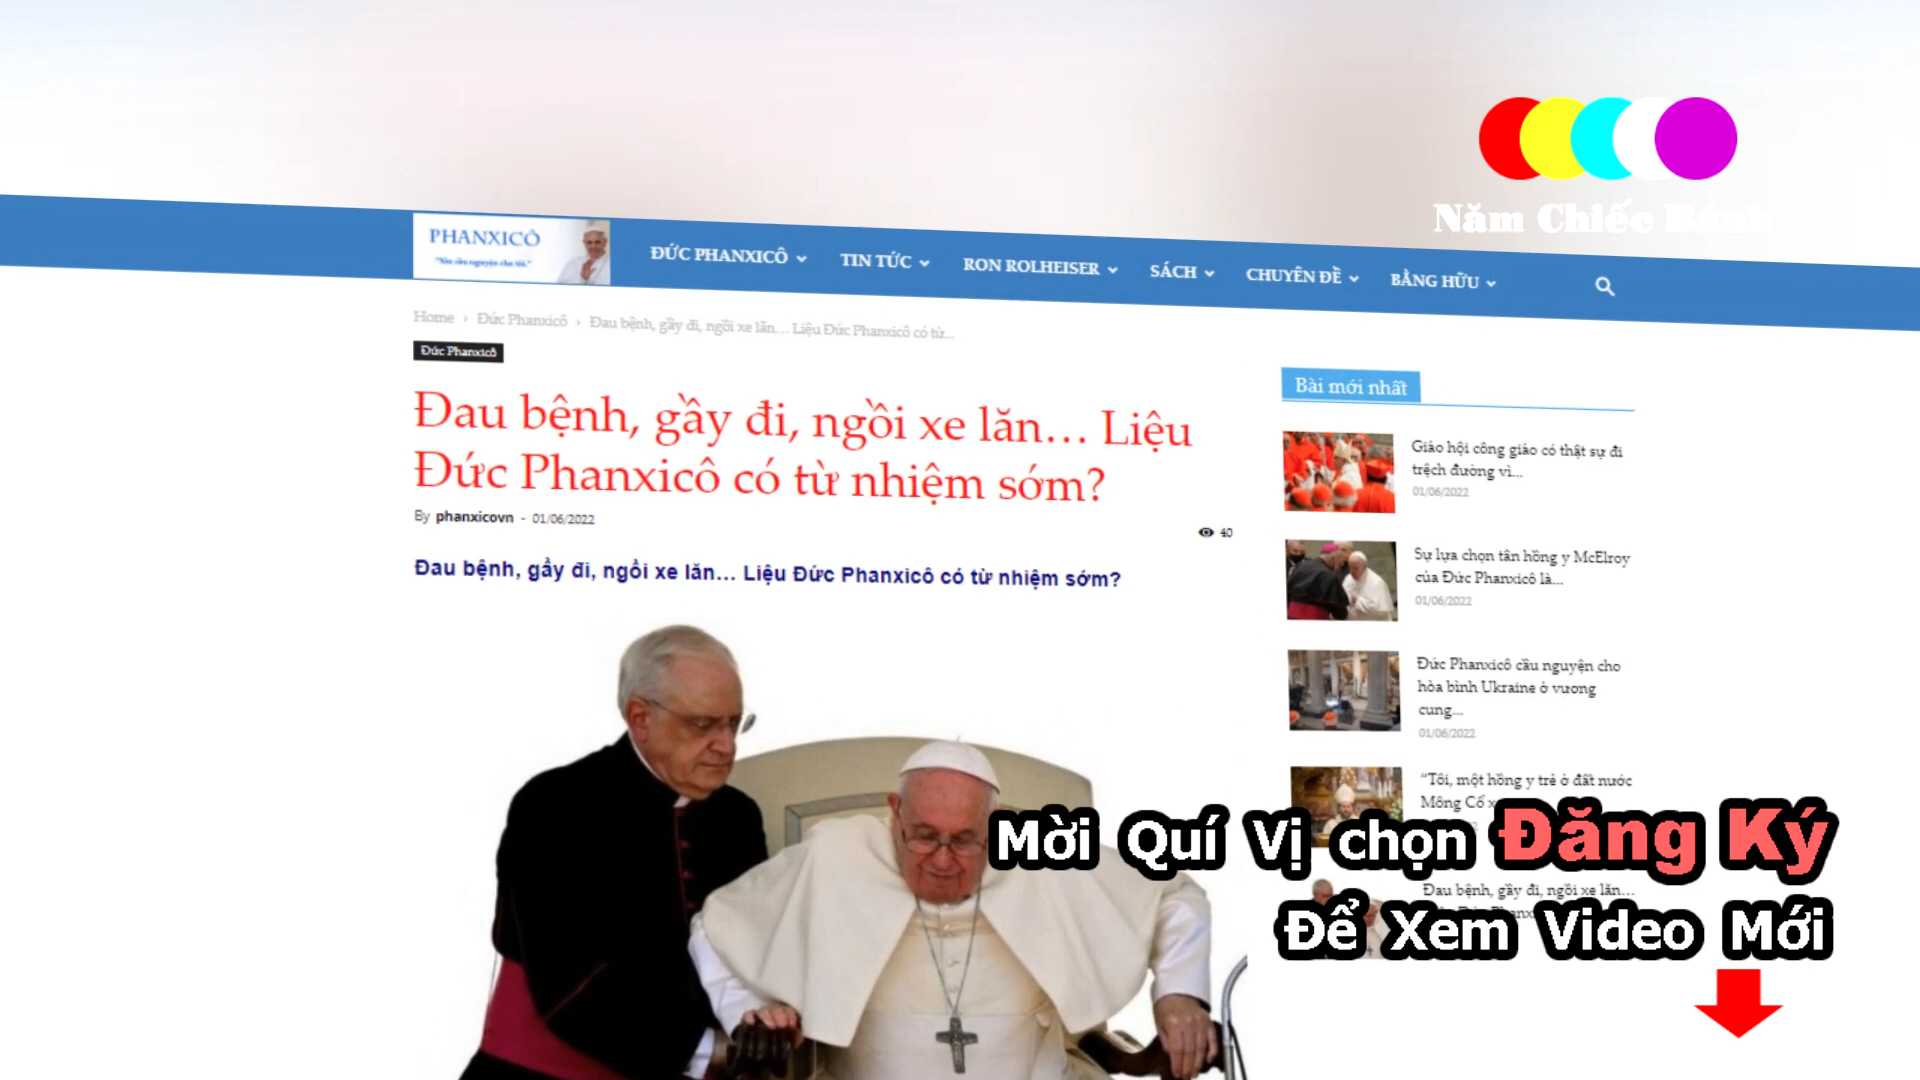 Năm Chiếc Bánh
PHANXICÔ
"Xin cầu nguyện cho tôi."
ĐỨC PHANXICÔ
TIN TỨC
RON ROLHEISER
SÁCH
CHUYÊN ĐỀ
BẰNG HỮU
Home › Đức Phanxicô › Đau bệnh, gầy đi, ngồi xe lăn… Liệu Đức Phanxicô có từ...
Đức Phanxicô
Đau bệnh, gầy đi, ngồi xe lăn… Liệu
Đức Phanxicô có từ nhiệm sớm?
By phanxicovn - 01/06/2022
40
Đau bệnh, gầy đi, ngồi xe lăn… Liệu Đức Phanxicô có từ nhiệm sớm?
Bài mới nhất
Giáo hội công giáo có thật sự đi
trệch đường vì...
01/06/2022
Sự lựa chọn tân hồng y McElroy
của Đức Phanxicô là...
01/06/2022
Đức Phanxicô cầu nguyện cho
hòa bình Ukraine ở vương
cung...
01/06/2022
“Tôi, một hồng y trẻ ở đất nước
Mông Cổ
Mời Quí Vị chọn Đăng Ký
Đau bệnh, gầy đi, ngồi xe lăn…
Để Xem Video Mới